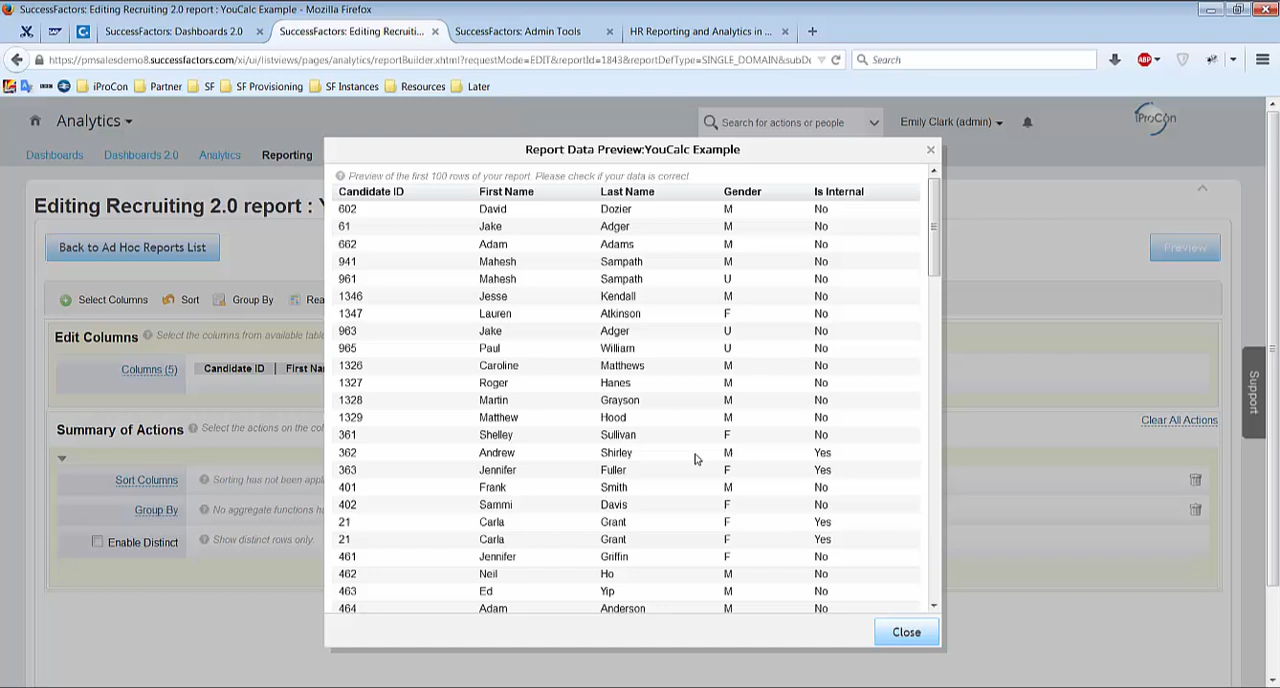 SuccessFactors: Editing Recruiting 2.0 report : YouCalc Example - Mozilla Firefox
SuccessFactors: Dashboards 2.0 × SuccessFactors: Editing Recruiti... × SuccessFactors: Admin Tools × HR Reporting and Analytics in ... × +
https://pmsalesdemo8.successfactors.com/xi/ui/listviews/pages/analytics/reportBuilder.xhtml?requestMode=EDIT&reportId=1843&reportDefType=SINGLE_DOMAIN&subDo Search ABP
iProCon Partner SF SF Provisioning SF Instances Resources Later
Analytics Search for actions or people Emily Clark (admin) iProCon
Dashboards Dashboards 2.0 Analytics Reporting
Report Data Preview:YouCalc Example ×
Editing Recruiting 2.0 report :
Back to Ad Hoc Reports List Preview
Select Columns Sort Group By
Edit Columns Select the columns from available
Columns (5) Candidate ID First
Summary of Actions Select the actions on the
Clear All Actions
Sort Columns Sorting has not been
Group By No aggregate functions
Enable Distinct Show distinct rows only.
Support
Preview of the first 100 rows of your report. Please check if your data is correct
Candidate ID First Name Last Name Gender Is Internal
602 David Dozier M No
61 Jake Adger M No
662 Adam Adams M No
941 Mahesh Sampath M No
961 Mahesh Sampath U No
1346 Jesse Kendall M No
1347 Lauren Atkinson F No
963 Jake Adger U No
965 Paul William U No
1326 Caroline Matthews M No
1327 Roger Hanes M No
1328 Martin Grayson M No
1329 Matthew Hood M No
361 Shelley Sullivan F No
362 Andrew Shirley M Yes
363 Jennifer Fuller F Yes
401 Frank Smith M No
402 Sammi Davis F No
21 Carla Grant F Yes
21 Carla Grant F Yes
461 Jennifer Griffin F No
462 Neil Ho M No
463 Ed Yip M No
464 Adam Anderson M No
Close